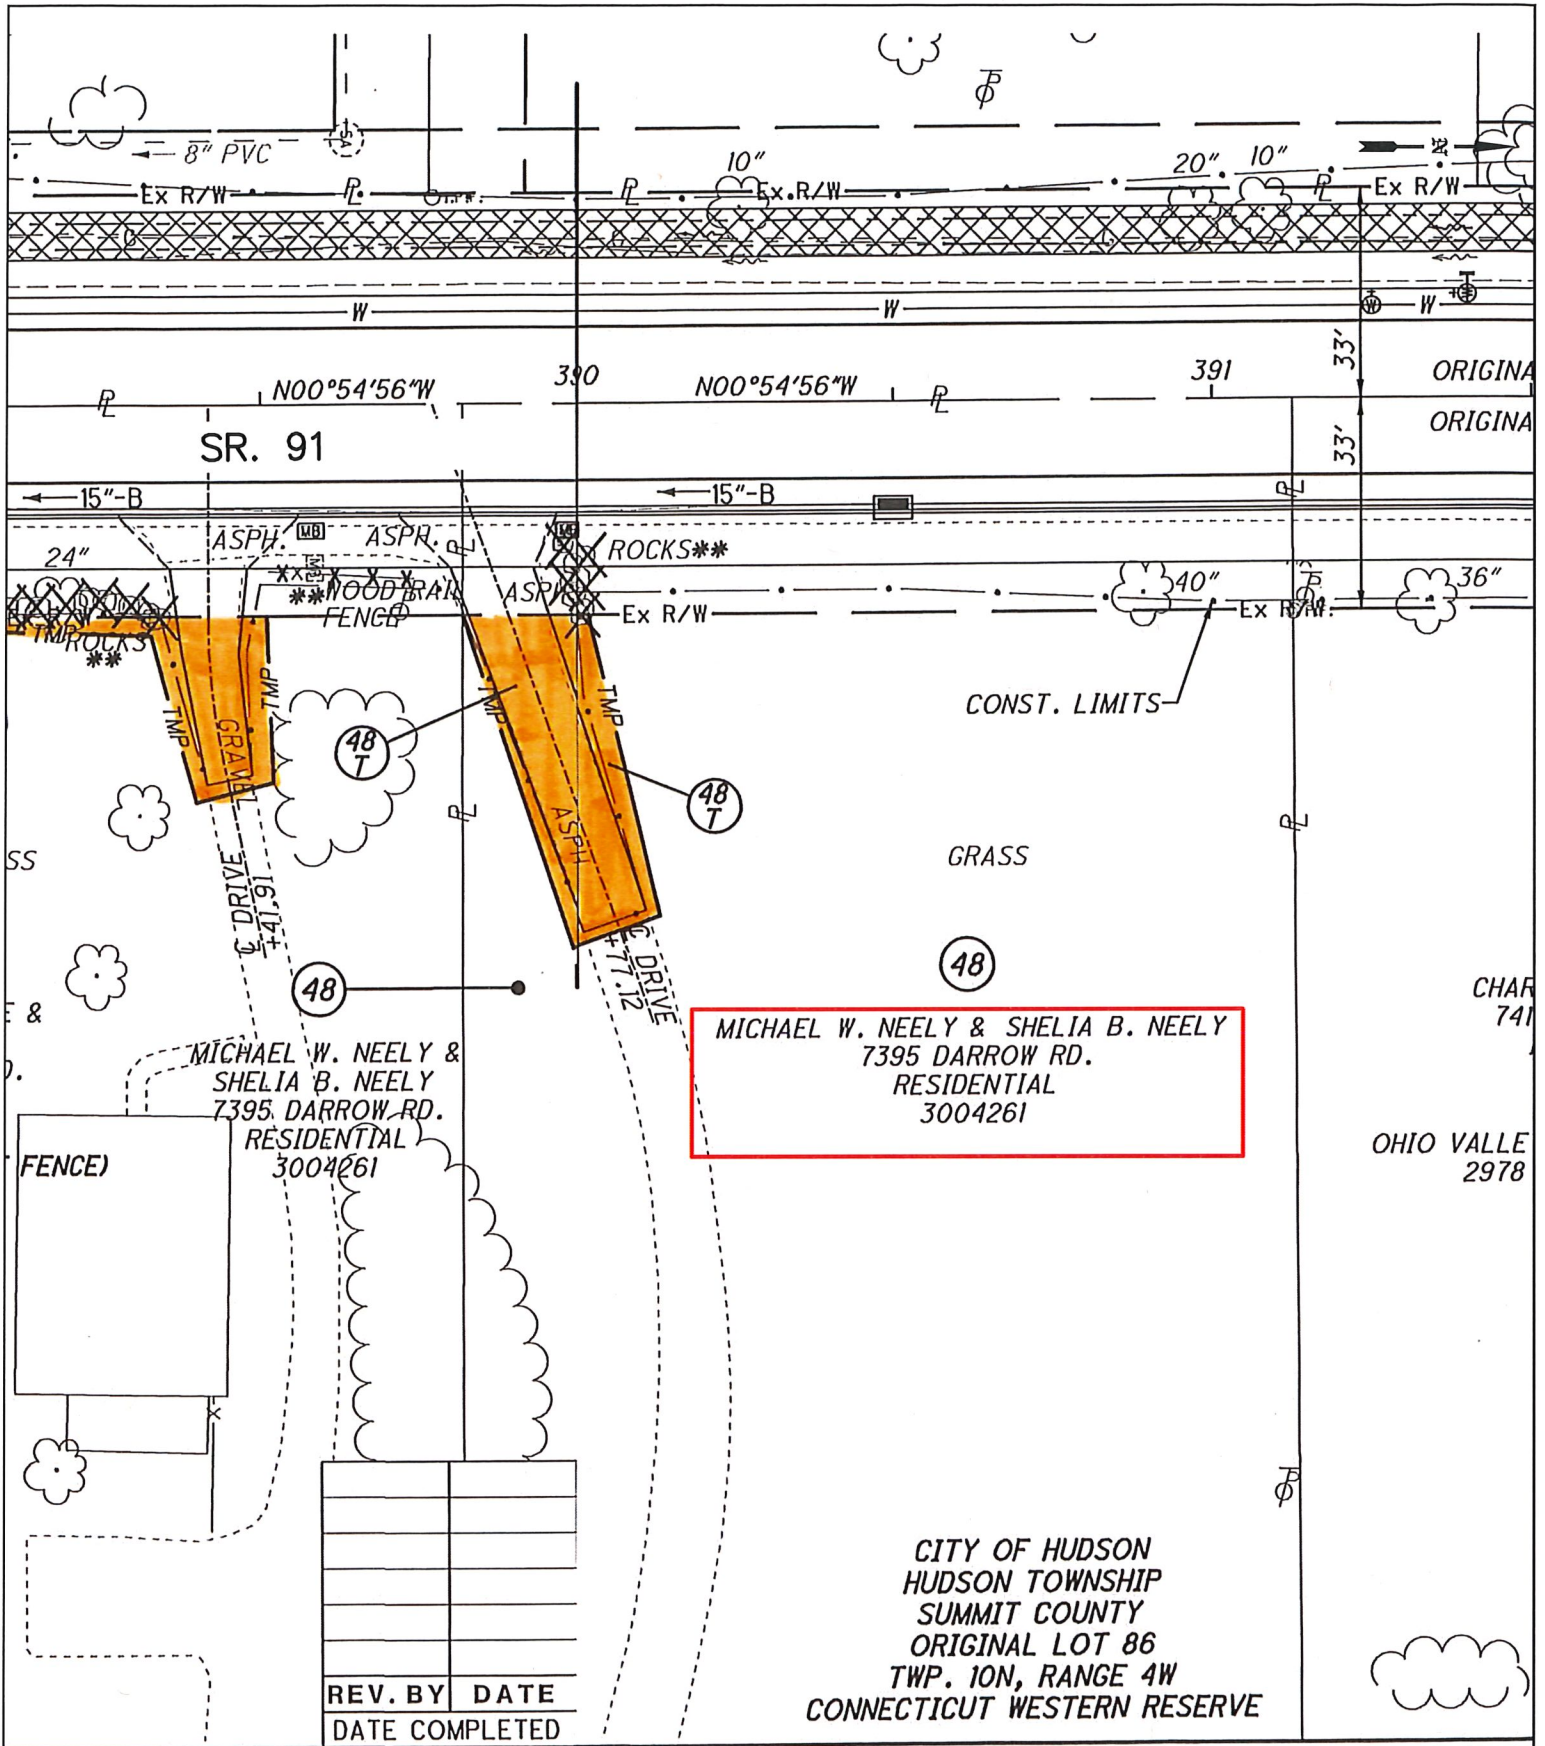 8" PVC
10"
20"
10"
Ex R/W
Ex. R/W
Ex R/W
W
W
W
W
33'
N00°54'56"W
390
N00°54'56"W
391
ORIGINA
SR. 91
33'
ORIGINA
15"-B
15"-B
ASPH.
MB
ASPH.
MB
ROCKS**
24"
**WOOD RAIL
FENCE
ASPH
Ex R/W
40"
Ex R/W
36"
TMP
ROCKS
**
TMP
TMP
GRAVEL
TMP
TMP
CONST. LIMITS
48
T
48
T
ASPH
SS
GRASS
℄ DRIVE
+41.91
℄ DRIVE
+77.12
48
48
E &
MICHAEL W. NEELY &
SHELIA B. NEELY
7395 DARROW RD.
RESIDENTIAL
3004261
MICHAEL W. NEELY & SHELIA B. NEELY
7395 DARROW RD.
RESIDENTIAL
3004261
CHAR
741
FENCE)
OHIO VALLE
2978
CITY OF HUDSON
HUDSON TOWNSHIP
SUMMIT COUNTY
ORIGINAL LOT 86
TWP. 10N, RANGE 4W
CONNECTICUT WESTERN RESERVE
REV. BY DATE
DATE COMPLETED